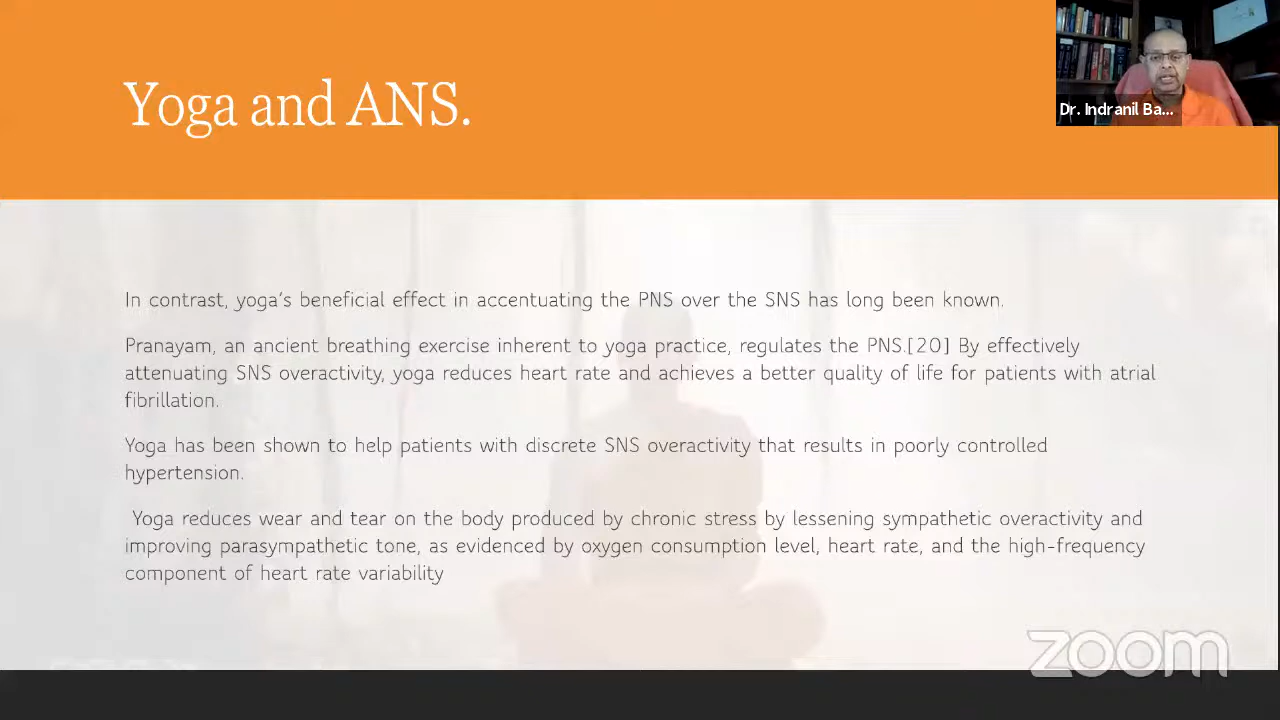 Yoga and ANS.
Dr. Indranil Ba...
In contrast, yoga's beneficial effect in accentuating the PNS over the SNS has long been known.
Pranayam, an ancient breathing exercise inherent to yoga practice, regulates the PNS.[20] By effectively
attenuating SNS overactivity, yoga reduces heart rate and achieves a better quality of life for patients with atrial
fibrillation.
Yoga has been shown to help patients with discrete SNS overactivity that results in poorly controlled
hypertension.
Yoga reduces wear and tear on the body produced by chronic stress by lessening sympathetic overactivity and
improving parasympathetic tone, as evidenced by oxygen consumption level, heart rate, and the high-frequency
component of heart rate variability
zoom